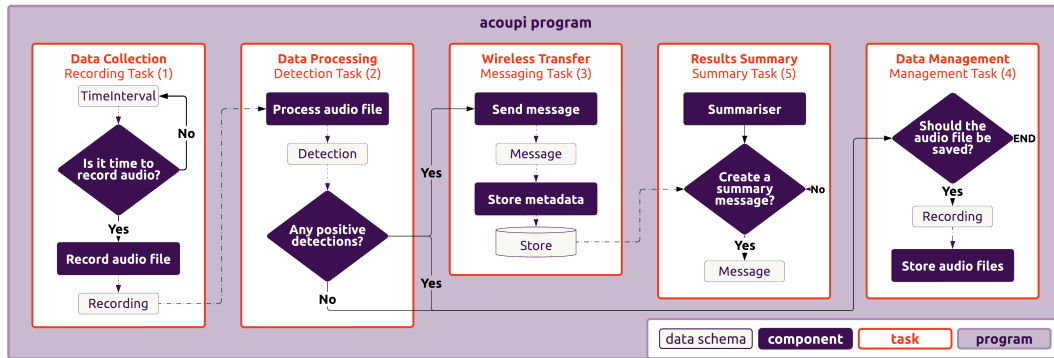 acoupi program
Data Collection
Recording Task (1)
TimeInterval
No
Is it time to
record audio?
Yes
Record audio file
Recording
Data Processing
Detection Task (2)
Process audio file
Detection
Any positive
detections?
No
Yes
Yes
Wireless Transfer
Messaging Task (3)
Send message
Message
Store metadata
Store
Results Summary
Summary Task (5)
Summariser
Create a
summary
message?
No
Yes
Message
Data Management
Management Task (4)
Should the
audio file be
saved?
END
Yes
Recording
Store audio files
data schema
component
task
program